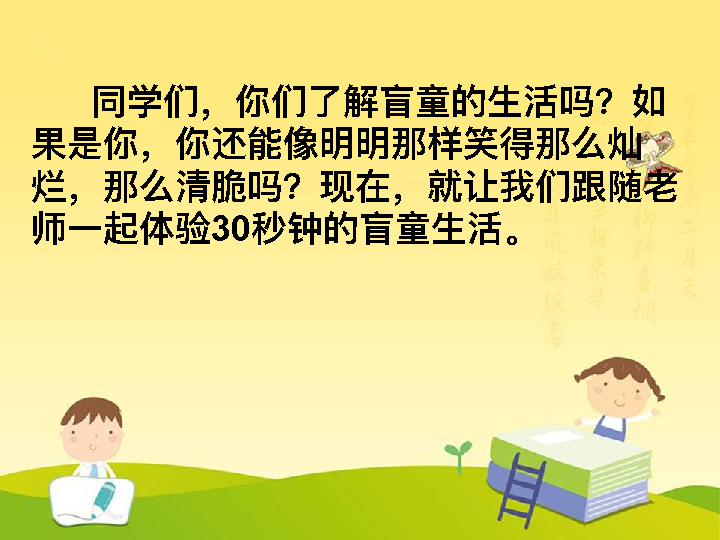 同学们，你们了解盲童的生活吗？如
果是你，你还能像明明那样笑得那么灿
烂，那么清脆吗？现在，就让我们跟随老
师一起体验30秒钟的盲童生活。